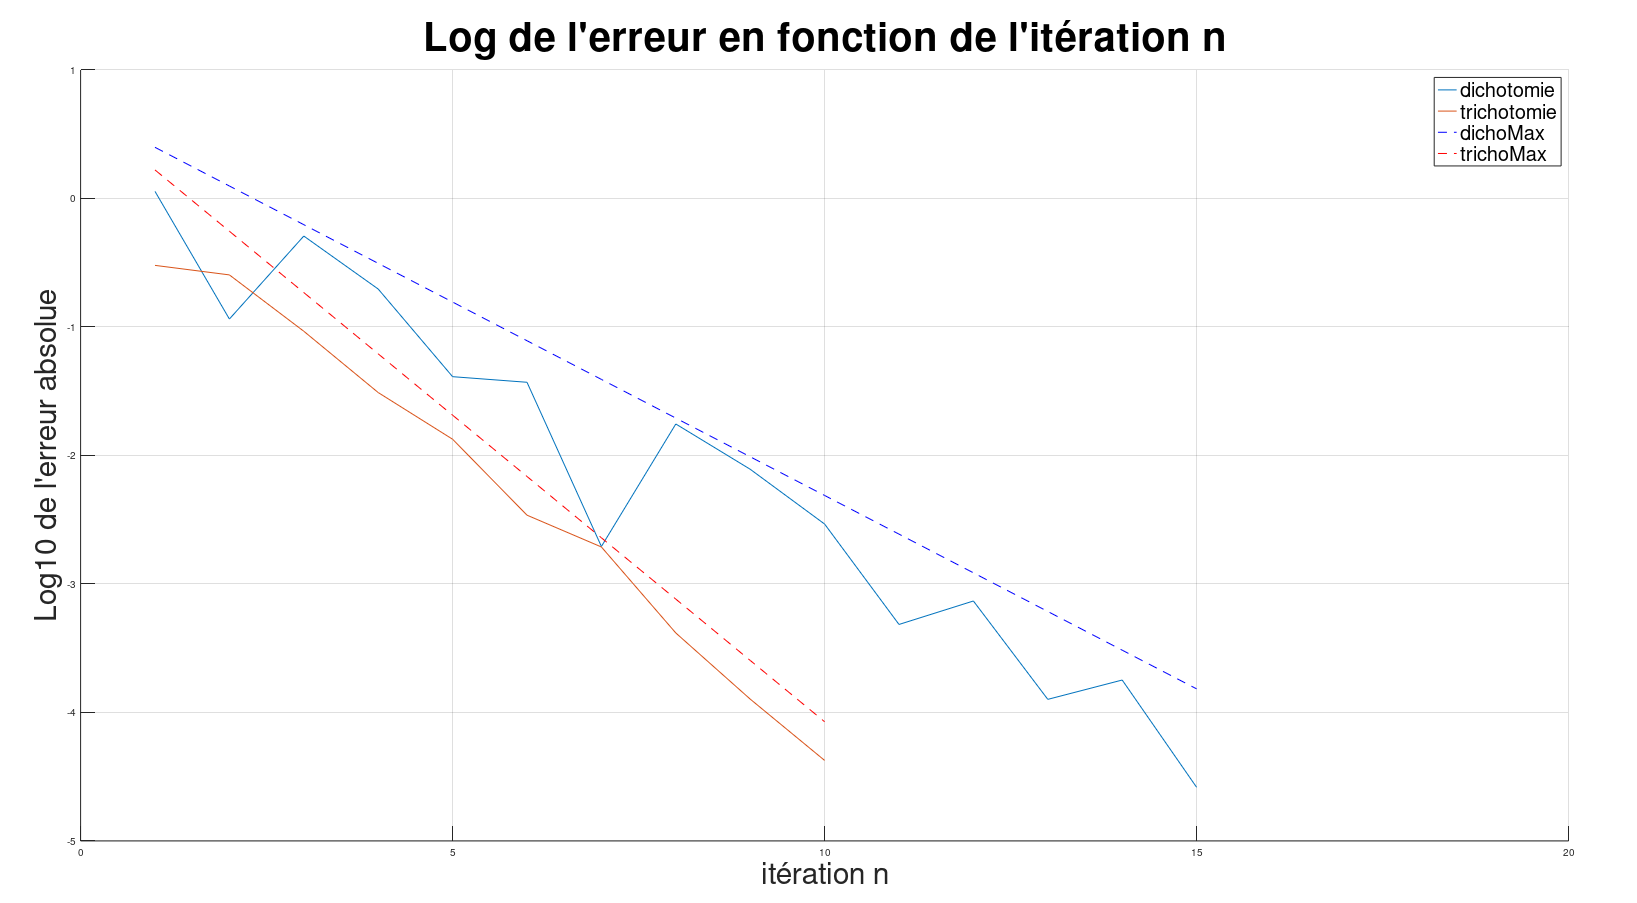 Log de l'erreur en fonction de l'itération n
Log10 de l'erreur absolue
1
0
-1
-2
-3
-4
-5
dichotomie
trichotomie
dichoMax
trichoMax
0 5 10 15 20
itération n